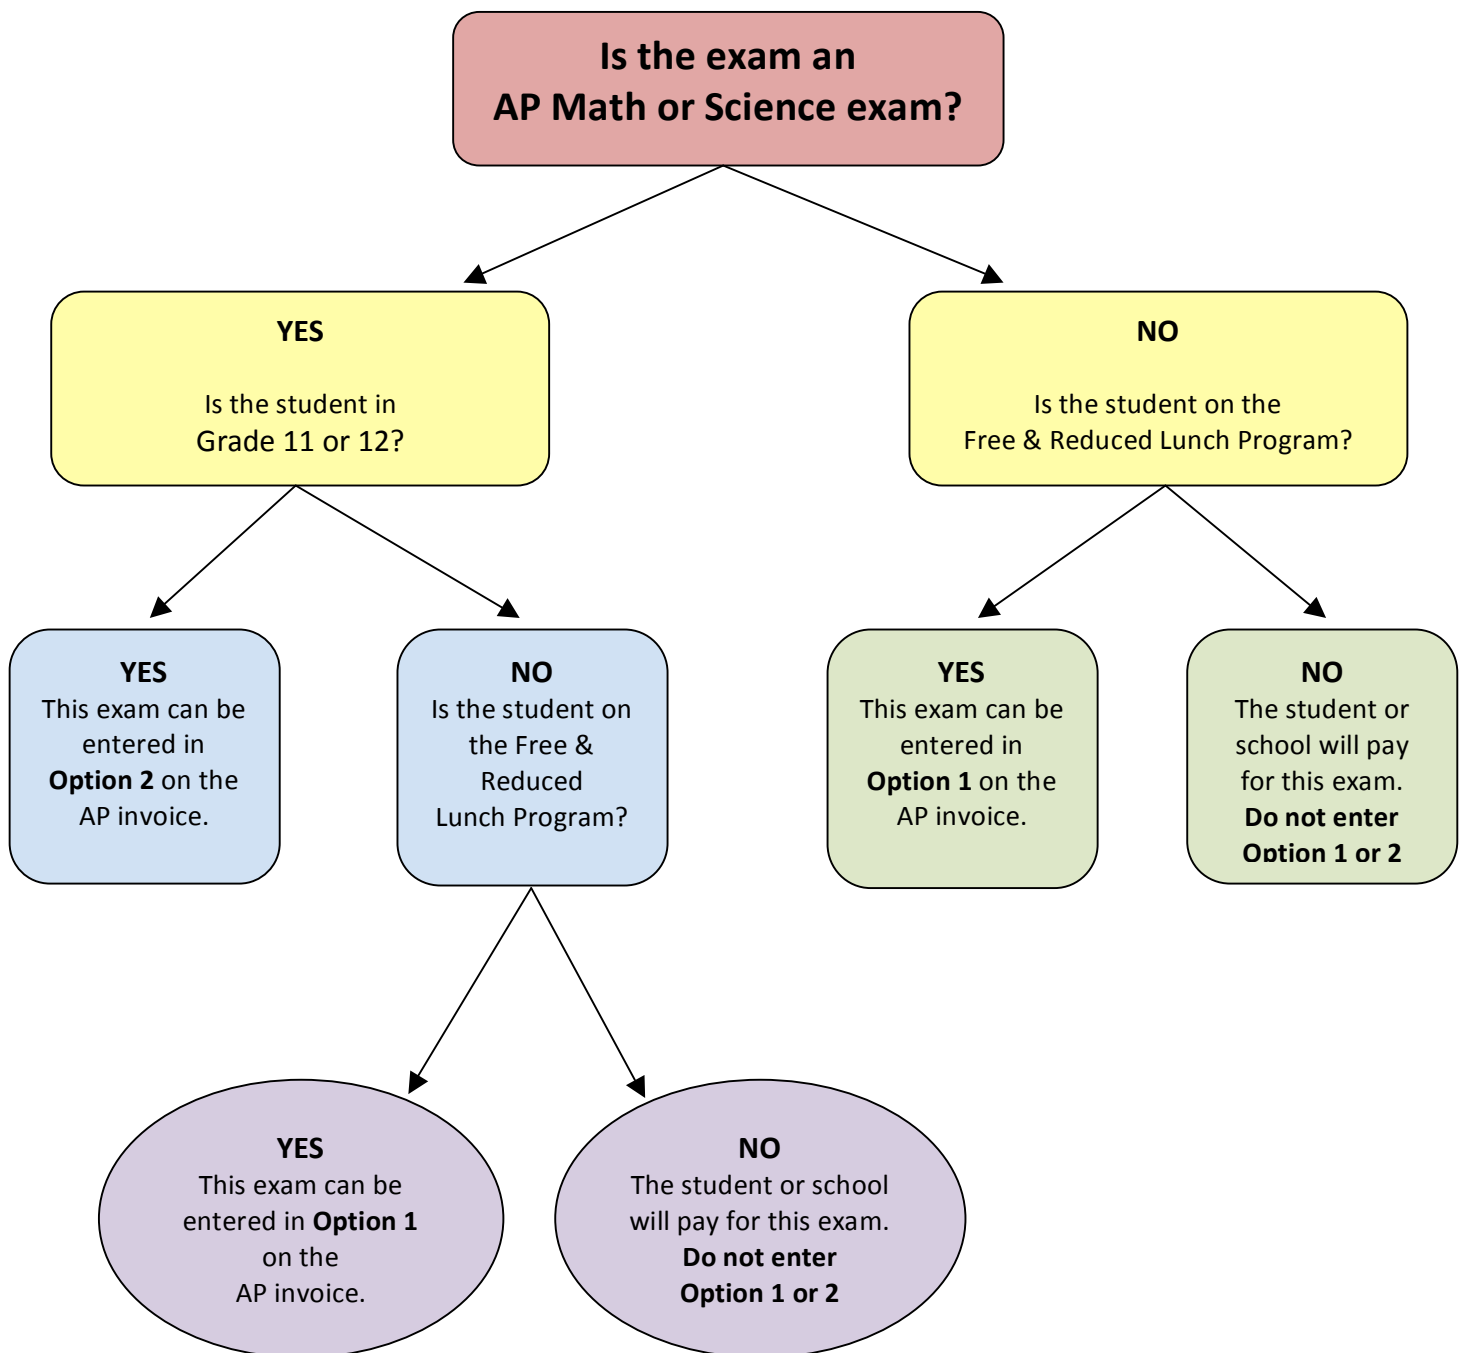 Is the exam an
AP Math or Science exam?
YES
Is the student in
Grade 11 or 12?
NO
Is the student on the
Free & Reduced Lunch Program?
YES
This exam can be
entered in
Option 2 on the
AP invoice.
NO
Is the student on
the Free &
Reduced
Lunch Program?
YES
This exam can be
entered in
Option 1 on the
AP invoice.
NO
The student or
school will pay
for this exam.
Do not enter
Option 1 or 2
YES
This exam can be
entered in Option 1
on the
AP invoice.
NO
The student or school
will pay for this exam.
Do not enter
Option 1 or 2